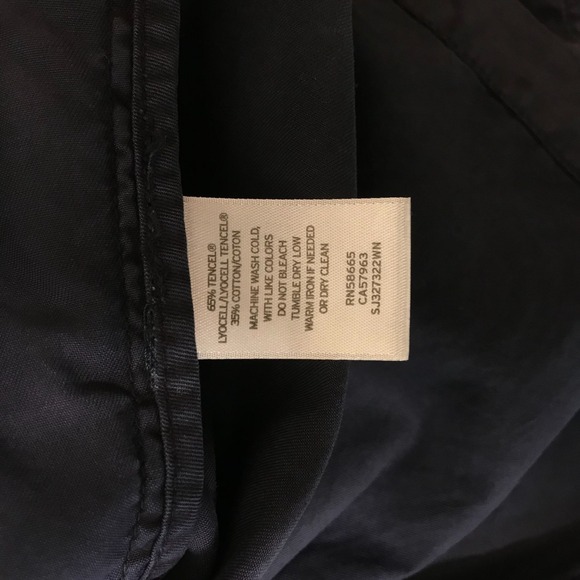 65% TENCEL®
LYOCELL/LYOCELL TENCEL®
35% COTTON/COTON
MACHINE WASH COLD,
WITH LIKE COLORS
DO NOT BLEACH
TUMBLE DRY LOW
WARM IRON IF NEEDED
OR DRY CLEAN
RN58665
CA57963
SJ327322WN